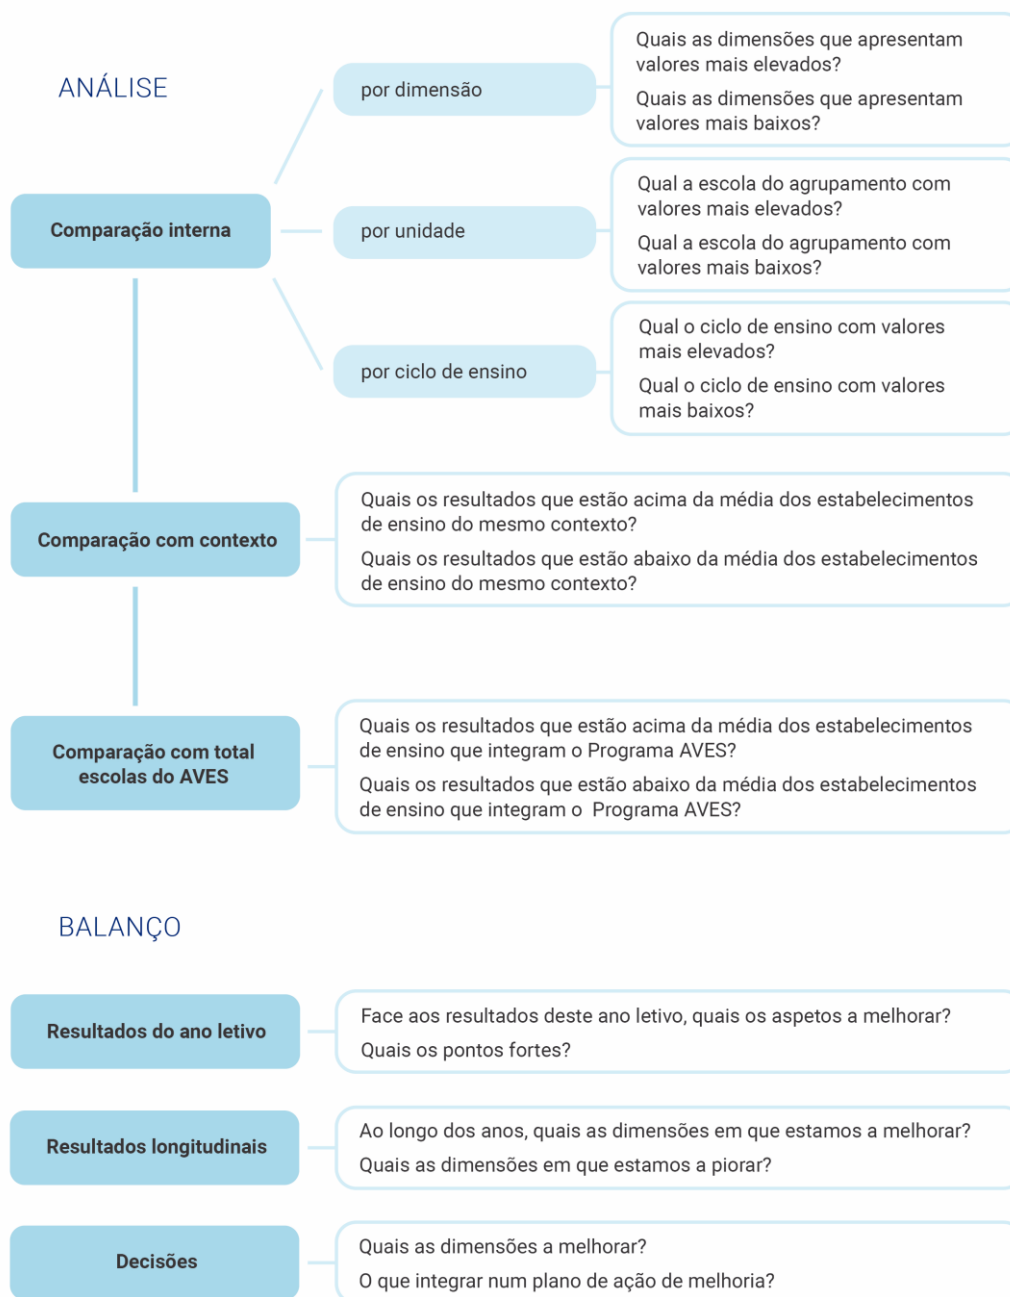 ANÁLISE
Comparação interna
por dimensão
Quais as dimensões que apresentam
valores mais elevados?
Quais as dimensões que apresentam
valores mais baixos?
por unidade
Qual a escola do agrupamento com
valores mais elevados?
Qual a escola do agrupamento com
valores mais baixos?
por ciclo de ensino
Qual o ciclo de ensino com valores
mais elevados?
Qual o ciclo de ensino com valores
mais baixos?
Comparação com contexto
Quais os resultados que estão acima da média dos estabelecimentos
de ensino do mesmo contexto?
Quais os resultados que estão abaixo da média dos estabelecimentos
de ensino do mesmo contexto?
Comparação com total
escolas do AVES
Quais os resultados que estão acima da média dos estabelecimentos
de ensino que integram o Programa AVES?
Quais os resultados que estão abaixo da média dos estabelecimentos
de ensino que integram o Programa AVES?
BALANÇO
Resultados do ano letivo
Face aos resultados deste ano letivo, quais os aspetos a melhorar?
Quais os pontos fortes?
Resultados longitudinais
Ao longo dos anos, quais as dimensões em que estamos a melhorar?
Quais as dimensões em que estamos a piorar?
Decisões
Quais as dimensões a melhorar?
O que integrar num plano de ação de melhoria?